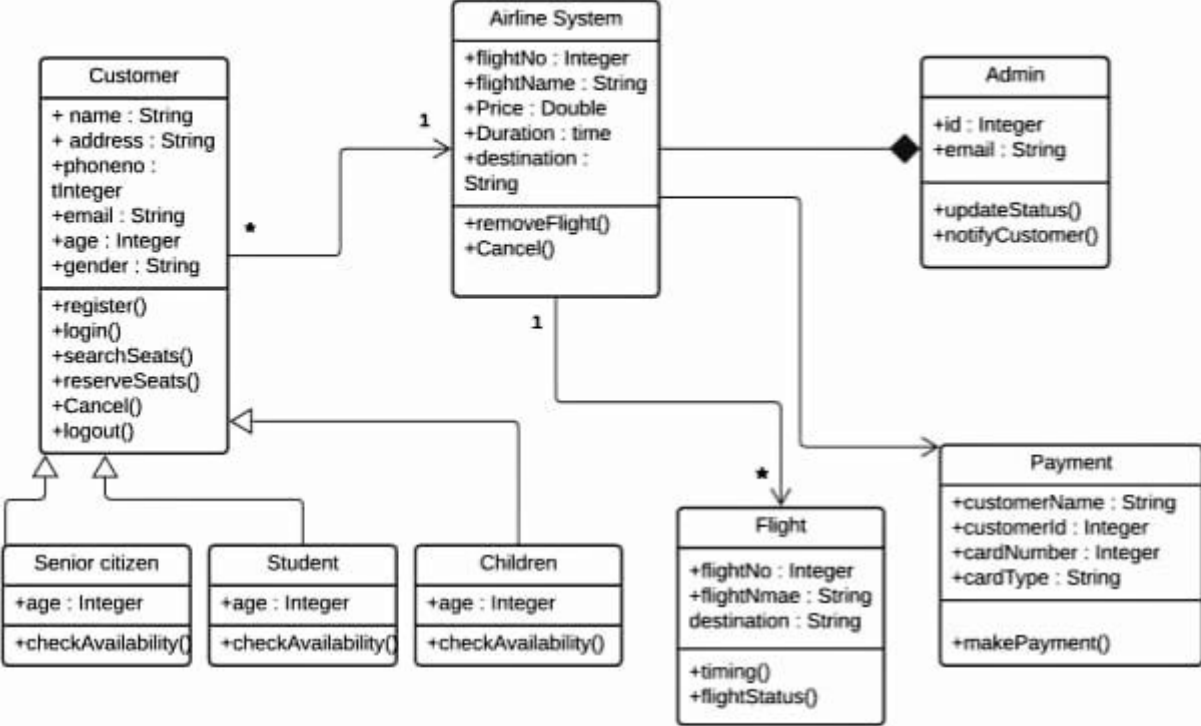 Airline System
+flightNo : Integer
+flightName : String
+Price : Double
+Duration : time
+destination :
String
+removeFlight()
+Cancel()
Customer
+ name : String
+ address : String
+phoneno :
tInteger
+email : String
+age : Integer
+gender : String
+register()
+login()
+searchSeats()
+reserveSeats()
+Cancel()
+logout()
Admin
+id : Integer
+email : String
+updateStatus()
+notifyCustomer()
1
*
1
*
Senior citizen
+age : Integer
+checkAvailability()
Student
+age : Integer
+checkAvailability()
Children
+age : Integer
+checkAvailability()
Flight
+flightNo : Integer
+flightNmae : String
destination : String
+timing()
+flightStatus()
Payment
+customerName : String
+customerId : Integer
+cardNumber : Integer
+cardType : String
+makePayment()